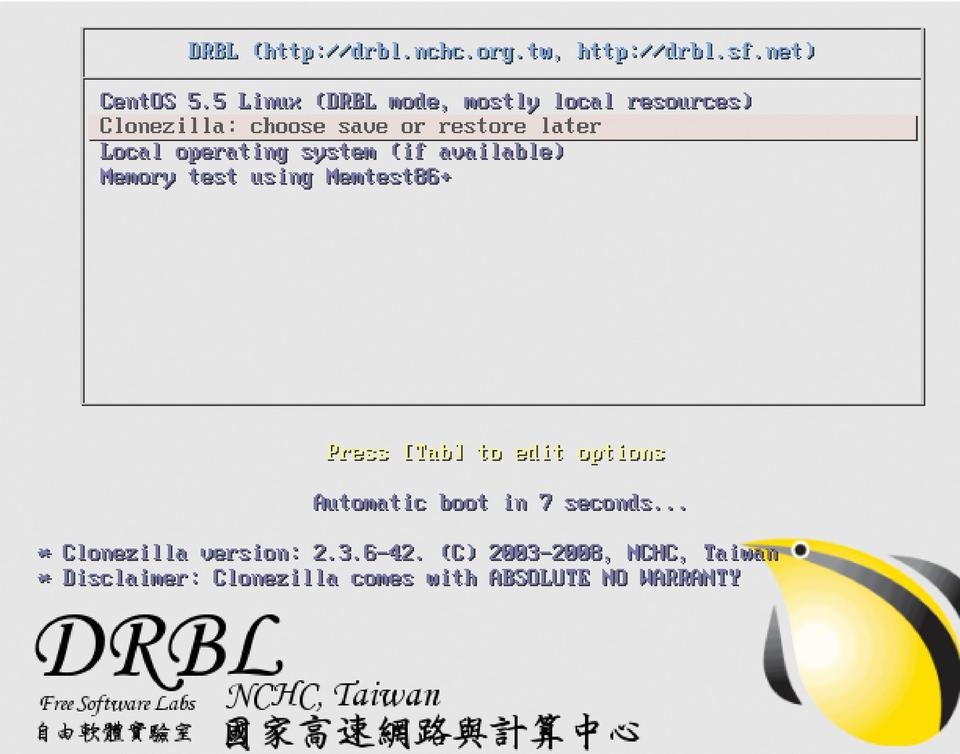 DRBL (http://drbl.nchc.org.tw, http://drbl.sf.net)
CentOS 5.5 Linux (DRBL mode, mostly local resources)
Clonezilla: choose save or restore later
Local operating system (if available)
Memory test using Memtest86+
Press [Tab] to edit options
Automatic boot in 7 seconds...
* Clonezilla version: 2.3.6-42. (C) 2003-2008, NCHC, Taiwan
* Disclaimer: Clonezilla comes with ABSOLUTE NO WARRANTY
DRBL
Free Software Labs
NCHC, Taiwan
自由軟體實驗室
國家高速網路與計算中心